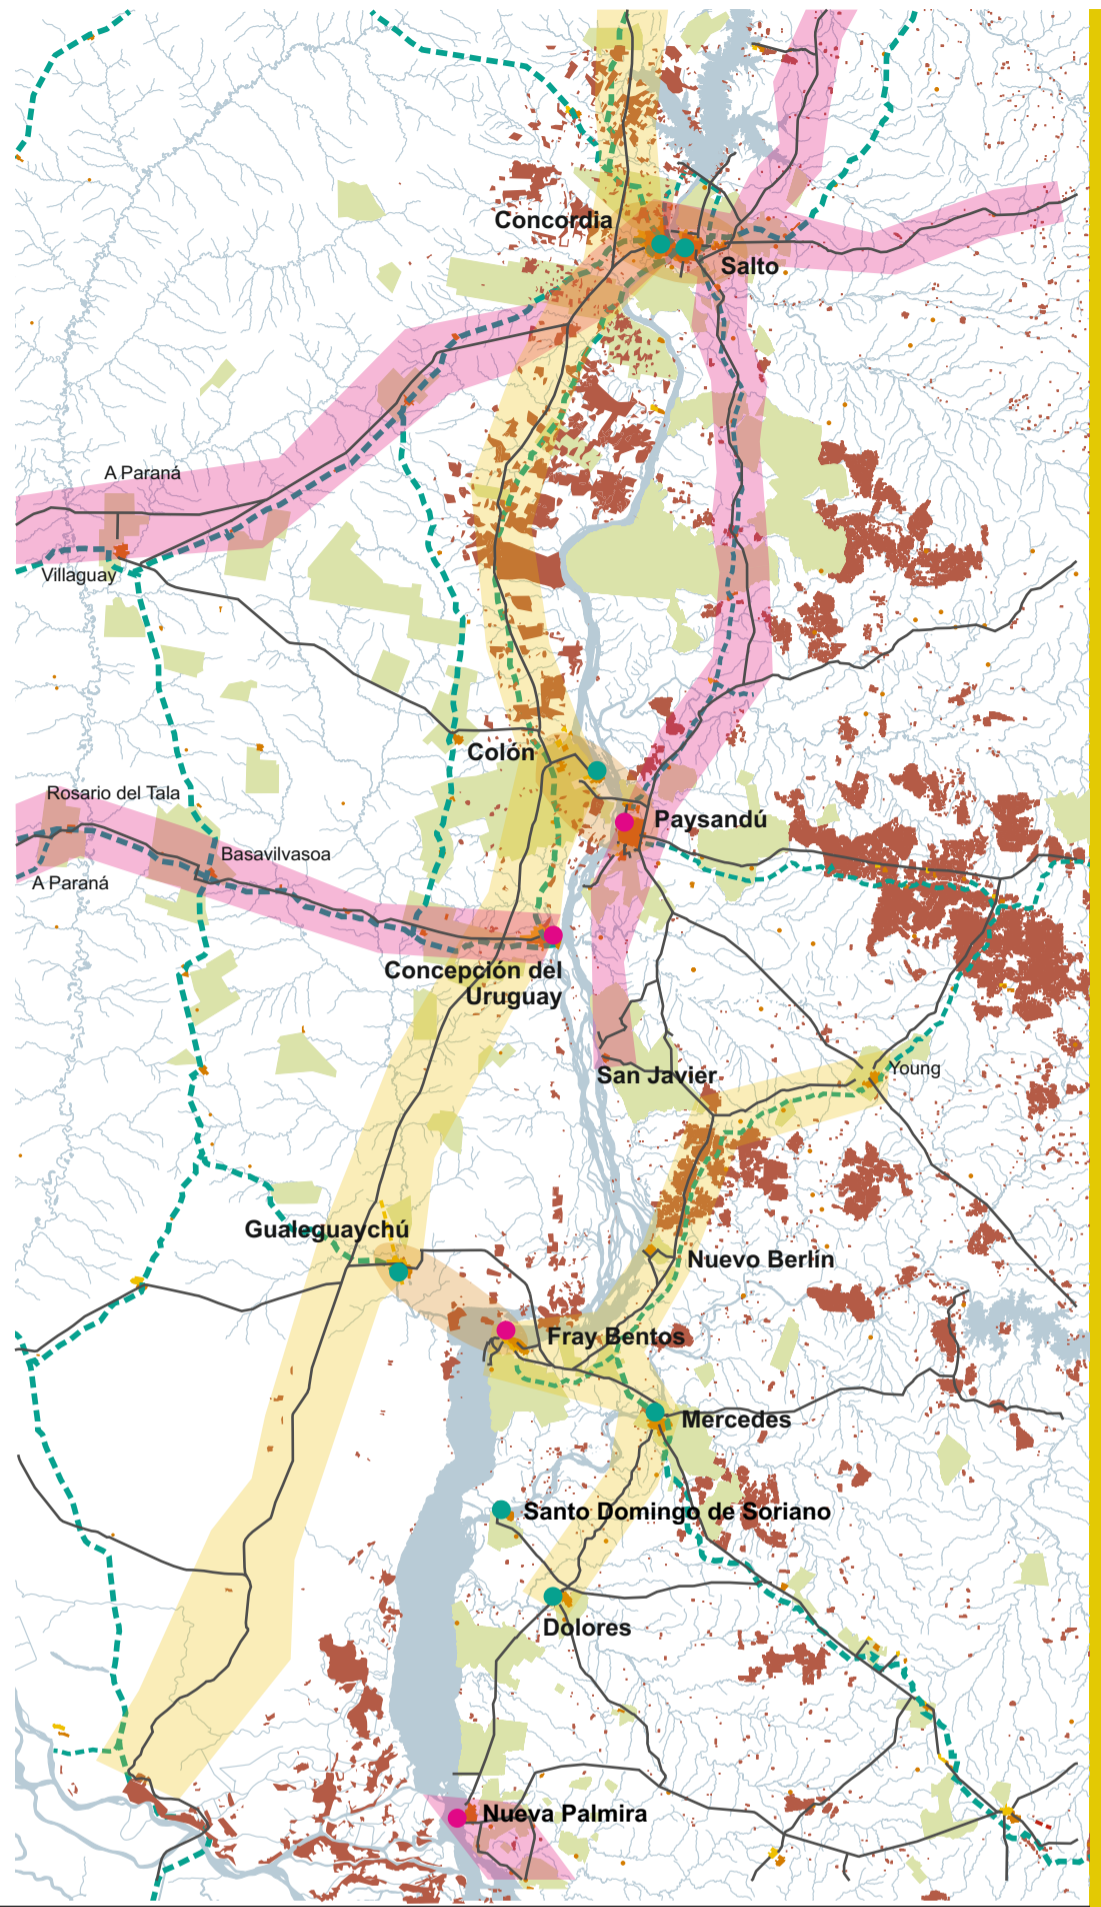 Concordia
Salto
A Paraná
Villaguay
Colón
Rosario del Tala
Paysandú
Basavilvasoa
A Paraná
Concepción del
Uruguay
San Javier
Young
Gualeguaychú
Nuevo Berlín
Fray Bentos
Mercedes
Santo Domingo de Soriano
Dolores
Nueva Palmira